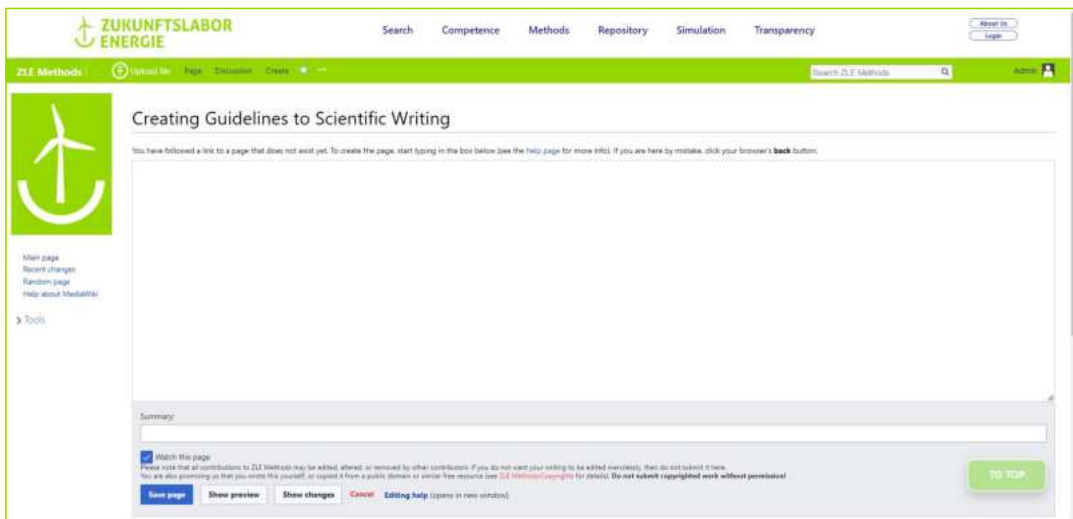 ZUKUNFTSLABOR
ENERGIE
Search Competence Methods Repository Simulation Transparency
About Us
Login
ZLE Methods Upload file Page Discussion Create
Search ZLE Methods
Admin
Creating Guidelines to Scientific Writing
You have followed a link to a page that does not exist yet. To create the page, start typing in the box below (see the help page for more info). If you are here by mistake, click your browser's back button.
Main page
Recent changes
Random page
Help about MediaWiki
Tools
Summary:
Watch this page
Please note that all contributions to ZLE Methods may be edited, altered, or removed by other contributors. If you do not want your writing to be edited mercilessly, then do not submit it here.
You are also promising us that you wrote this yourself, or copied it from a public domain or similar free resource (see ZLE Methods:Copyrights for details). Do not submit copyrighted work without permission!
Save page Show preview Show changes Cancel Editing help (opens in new window)
TO TOP